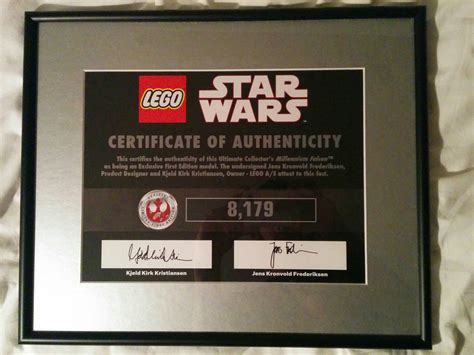 LEGO
STAR
WARS
CERTIFICATE OF AUTHENTICITY
This certifies the authenticity of this Ultimate Collector's Millennium Falcon™
as being an Exclusive First Edition model. The undersigned Jens Kronvold Frederiksen,
Product Designer and Kjeld Kirk Kristiansen, Owner - LEGO A/S attest to this fact.
8,179
Kjeld Kirk Kristiansen
Jens Kronvold Frederiksen